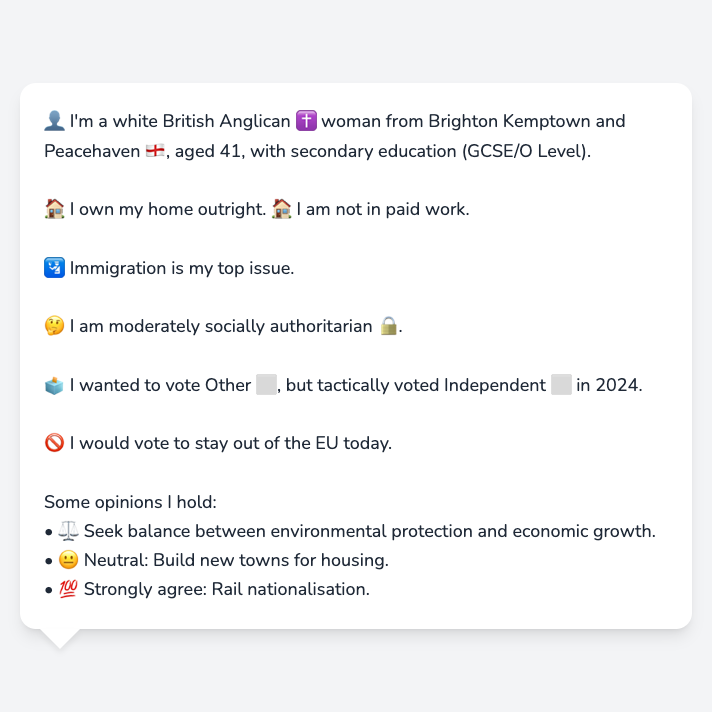 👤 I'm a white British Anglican ✝️ woman from Brighton Kemptown and
Peacehaven 🏴󠁧󠁢󠁥󠁮󠁧󠁿, aged 41, with secondary education (GCSE/O Level).
🏠 I own my home outright. 🏠 I am not in paid work.
🛂 Immigration is my top issue.
🤔 I am moderately socially authoritarian 🔒.
🗳️ I wanted to vote Other ⬜, but tactically voted Independent ⬜ in 2024.
🚫 I would vote to stay out of the EU today.
Some opinions I hold:
• ⚖️ Seek balance between environmental protection and economic growth.
• 😐 Neutral: Build new towns for housing.
• 💯 Strongly agree: Rail nationalisation.